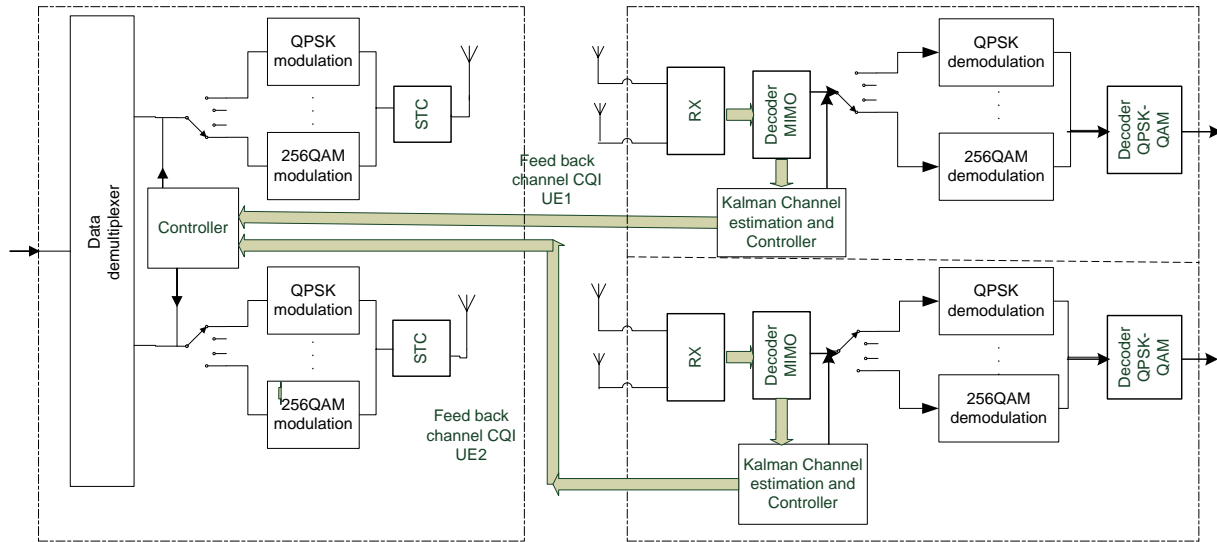 QPSK
modulation
256QAM
modulation
STC
Data
demultiplexer
Controller
QPSK
modulation
256QAM
modulation
STC
Feed back
channel CQI
UE1
Feed back
channel CQI
UE2
RX
Decoder
MIMO
Kalman Channel
estimation and
Controller
QPSK
demodulation
256QAM
demodulation
Decoder
QPSK-
QAM
RX
Decoder
MIMO
Kalman Channel
estimation and
Controller
QPSK
demodulation
256QAM
demodulation
Decoder
QPSK-
QAM